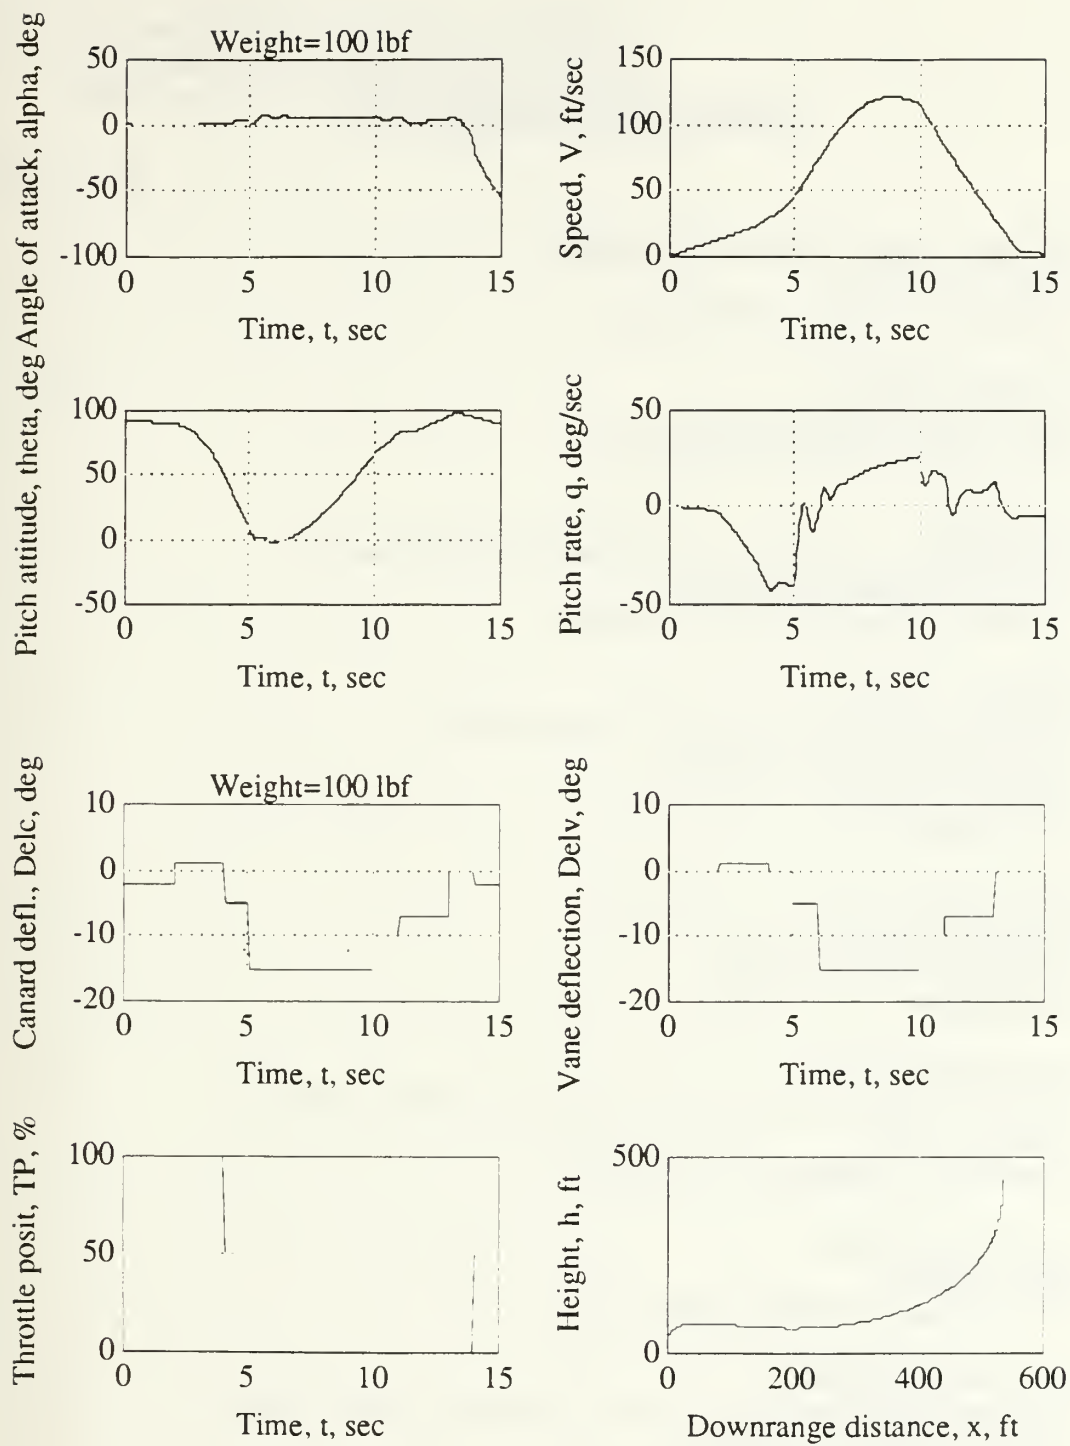 Weight=100 lbf
Angle of attack, alpha, deg
50
0
-50
-100
0 5 10 15
Time, t, sec
Speed, V, ft/sec
150
100
50
0
0 5 10 15
Time, t, sec
Pitch attitude, theta, deg
100
50
0
-50
0 5 10 15
Time, t, sec
Pitch rate, q, deg/sec
50
0
-50
0 5 10 15
Time, t, sec
Weight=100 lbf
Canard defl., Delc, deg
10
0
-10
-20
0 5 10 15
Time, t, sec
Vane deflection, Delv, deg
10
0
-10
-20
0 5 10 15
Time, t, sec
Throttle posit, TP, %
100
50
0
0 5 10 15
Time, t, sec
Height, h, ft
500
0
0 200 400 600
Downrange distance, x, ft